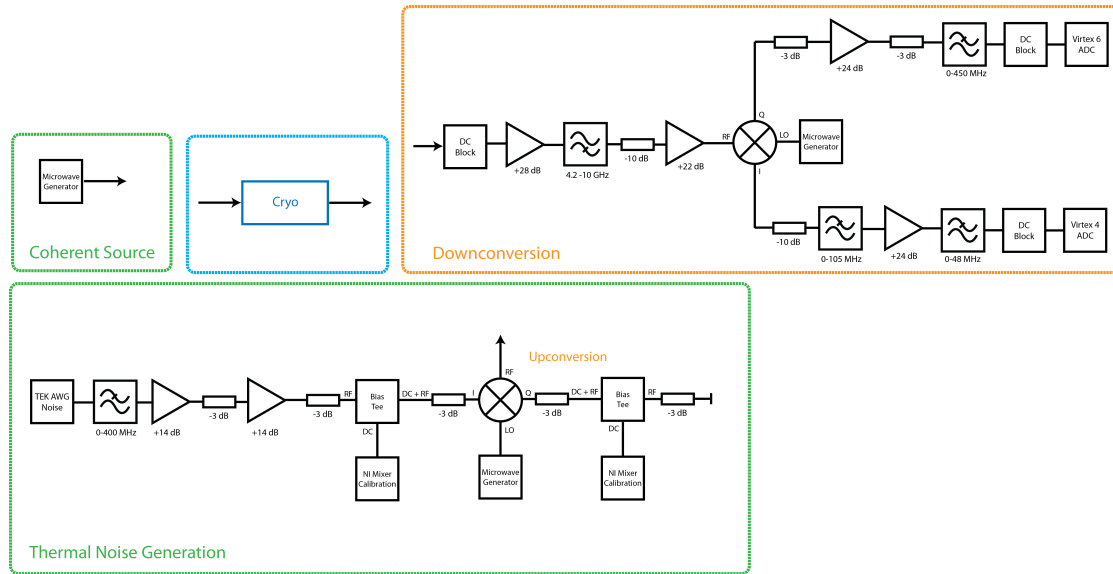 Microwave
Generator
Coherent Source
Cryo
DC
Block
+28 dB
4.2 -10 GHz
-10 dB
+22 dB
RF
Q
LO
I
Microwave
Generator
-3 dB
+24 dB
-3 dB
0-450 MHz
DC
Block
Virtex 6
ADC
-10 dB
0-105 MHz
+24 dB
0-48 MHz
DC
Block
Virtex 4
ADC
Downconversion
TEK AWG
Noise
0-400 MHz
+14 dB
-3 dB
+14 dB
-3 dB
RF
Bias
Tee
DC
NI Mixer
Calibration
DC + RF
-3 dB
I
RF
Upconversion
Q
LO
Microwave
Generator
-3 dB
DC + RF
Bias
Tee
DC
NI Mixer
Calibration
RF
-3 dB
Thermal Noise Generation